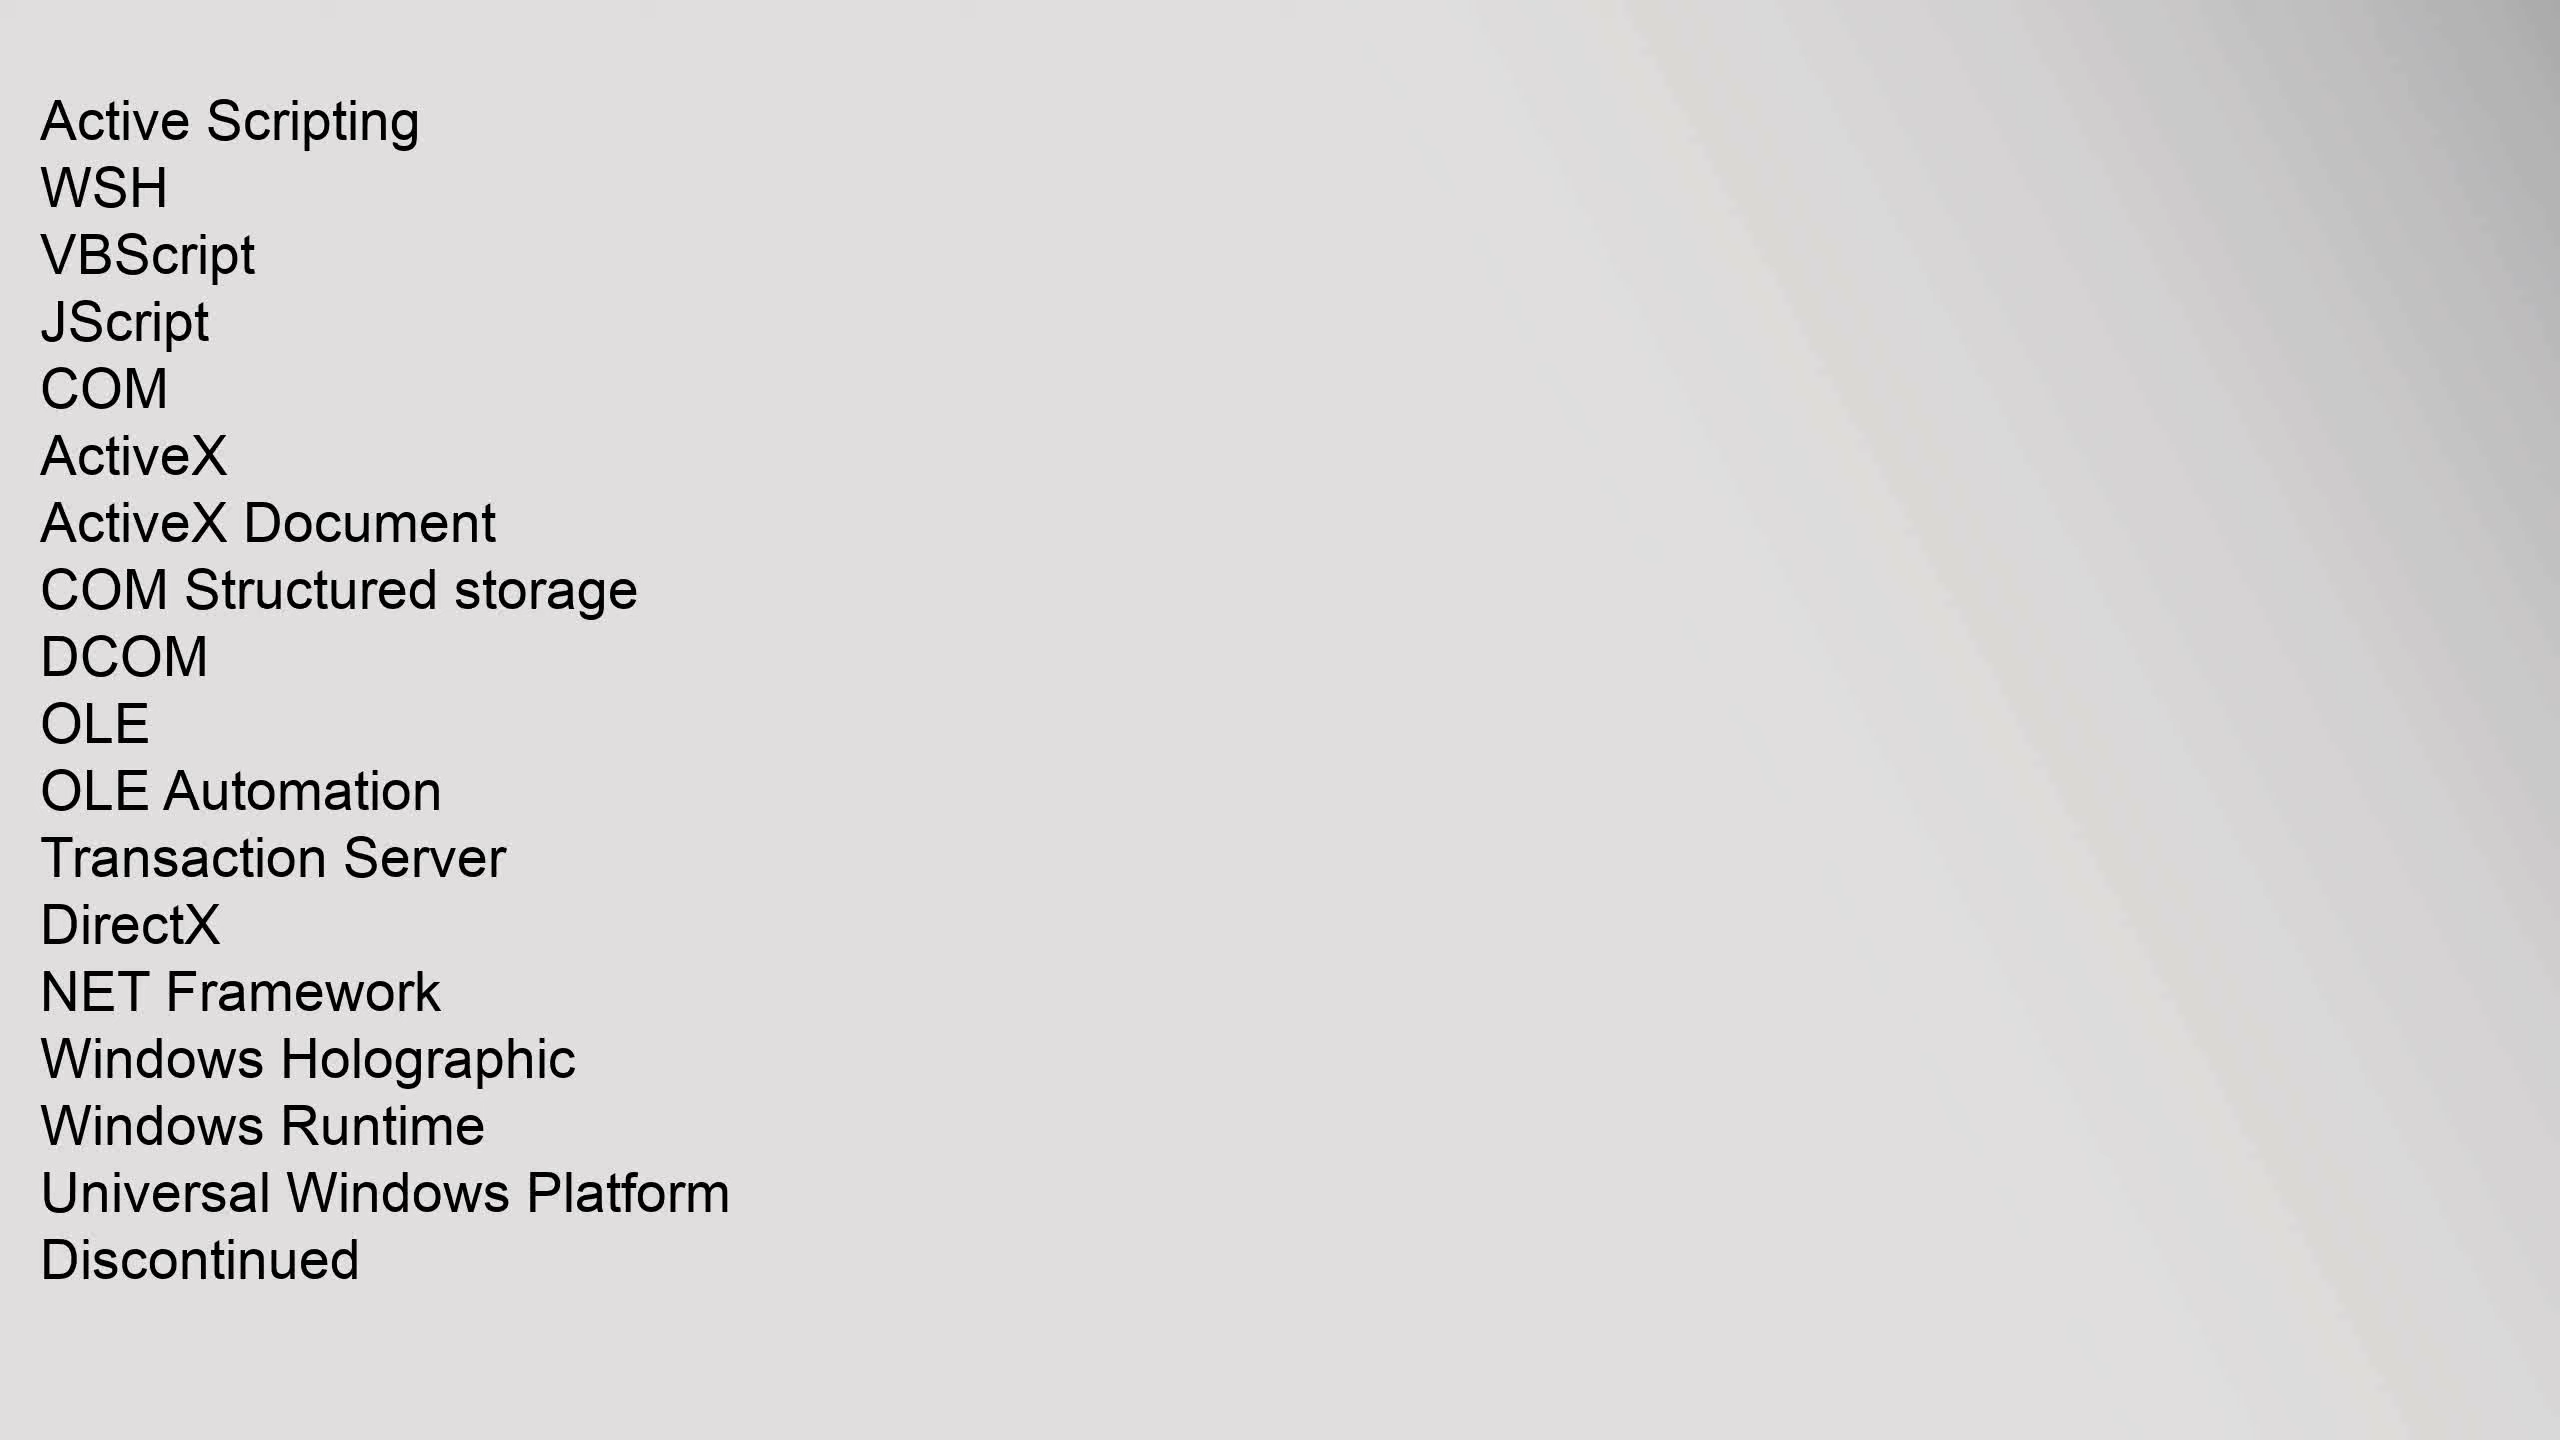 Active Scripting
WSH
VBScript
JScript
COM
ActiveX
ActiveX Document
COM Structured storage
DCOM
OLE
OLE Automation
Transaction Server
DirectX
NET Framework
Windows Holographic
Windows Runtime
Universal Windows Platform
Discontinued